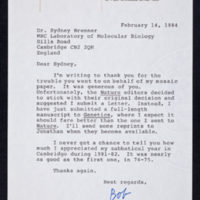 February 14, 1984
Dr. Sydney Brenner
MRC Laboratory of Molecular Biology
Hills Road
Cambridge CB2 2QH
England
Dear Sydney,
I'm writing to thank you for the
trouble you went to on behalf of my mosaic
paper. It was generous of you.
Unfortunately, the Nature editors decided to
stick with their original decision and
suggested I submit a Letter. Instead, I
have just submitted a full-length
manuscript to Genetics, where I expect it
should fare better than the one I sent to
Nature. I'll send some reprints to
Jonathan when they become available.
I never got a chance to tell you how
much I appreciated my sabbatical year in
Cambridge during 1981-82. It was nearly
as good as the first one, in 74-75.
Thanks again.
Best regards,
Bob